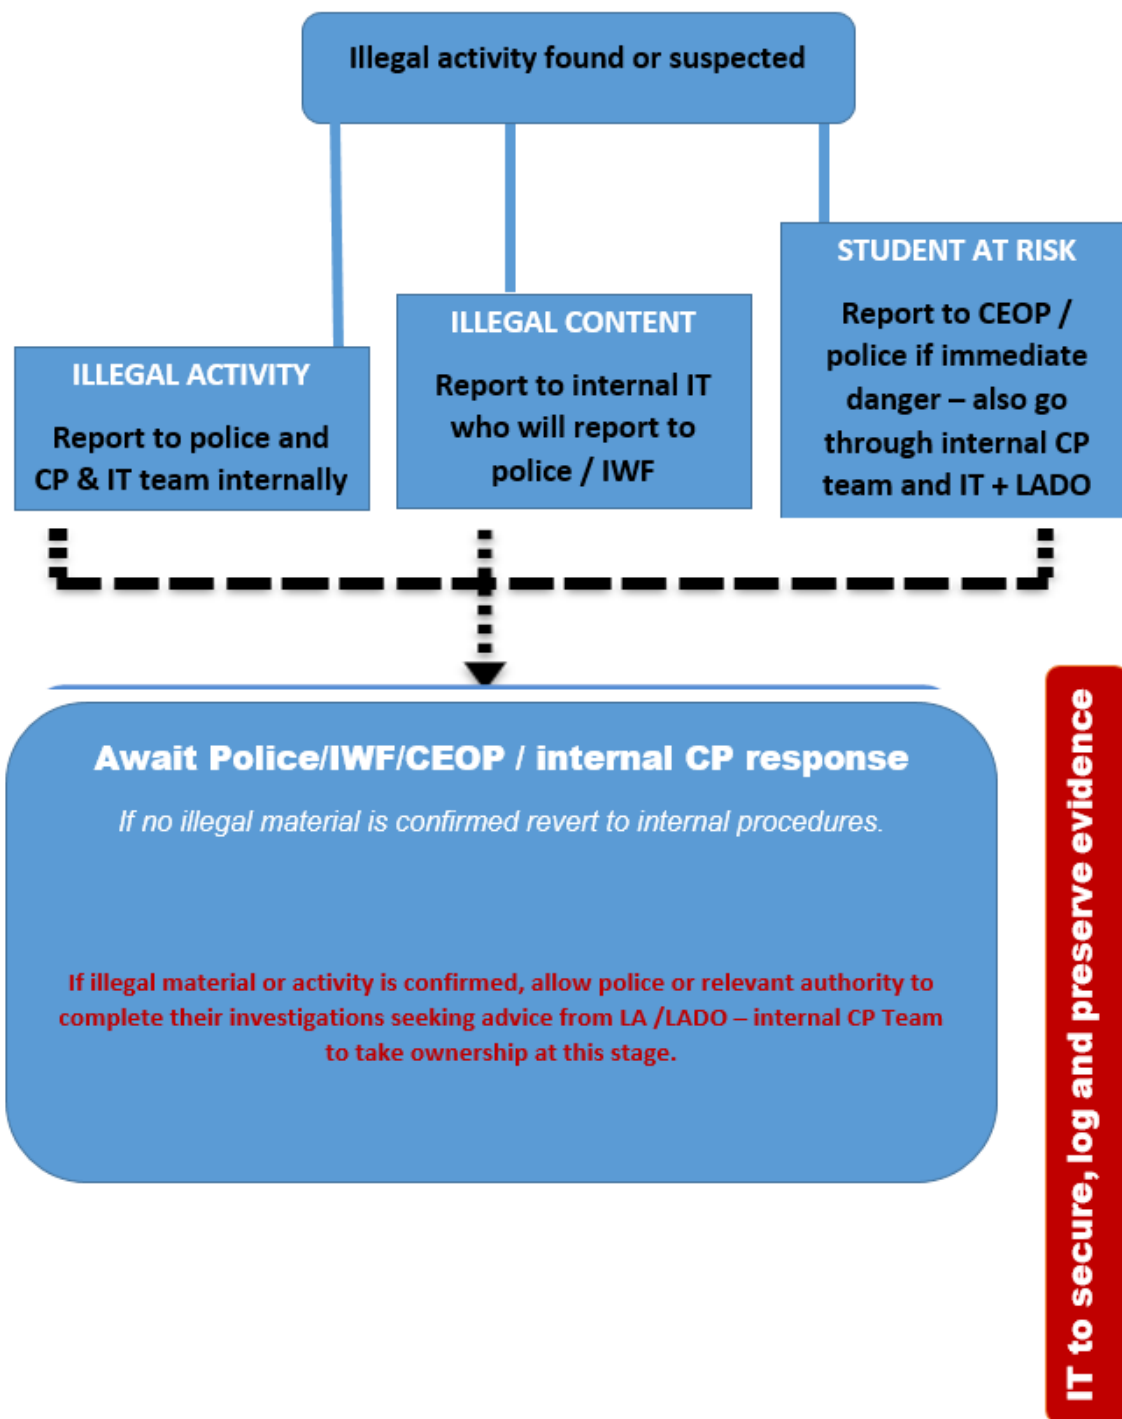 Illegal activity found or suspected
STUDENT AT RISK
Report to CEOP /
police if immediate
danger – also go
through internal CP
team and IT + LADO
ILLEGAL CONTENT
Report to internal IT
who will report to
police / IWF
ILLEGAL ACTIVITY
Report to police and
CP & IT team internally
Await Police/IWF/CEOP / internal CP response
If no illegal material is confirmed revert to internal procedures.
If illegal material or activity is confirmed, allow police or relevant authority to
complete their investigations seeking advice from LA /LADO – internal CP Team
to take ownership at this stage.
IT to secure, log and preserve evidence